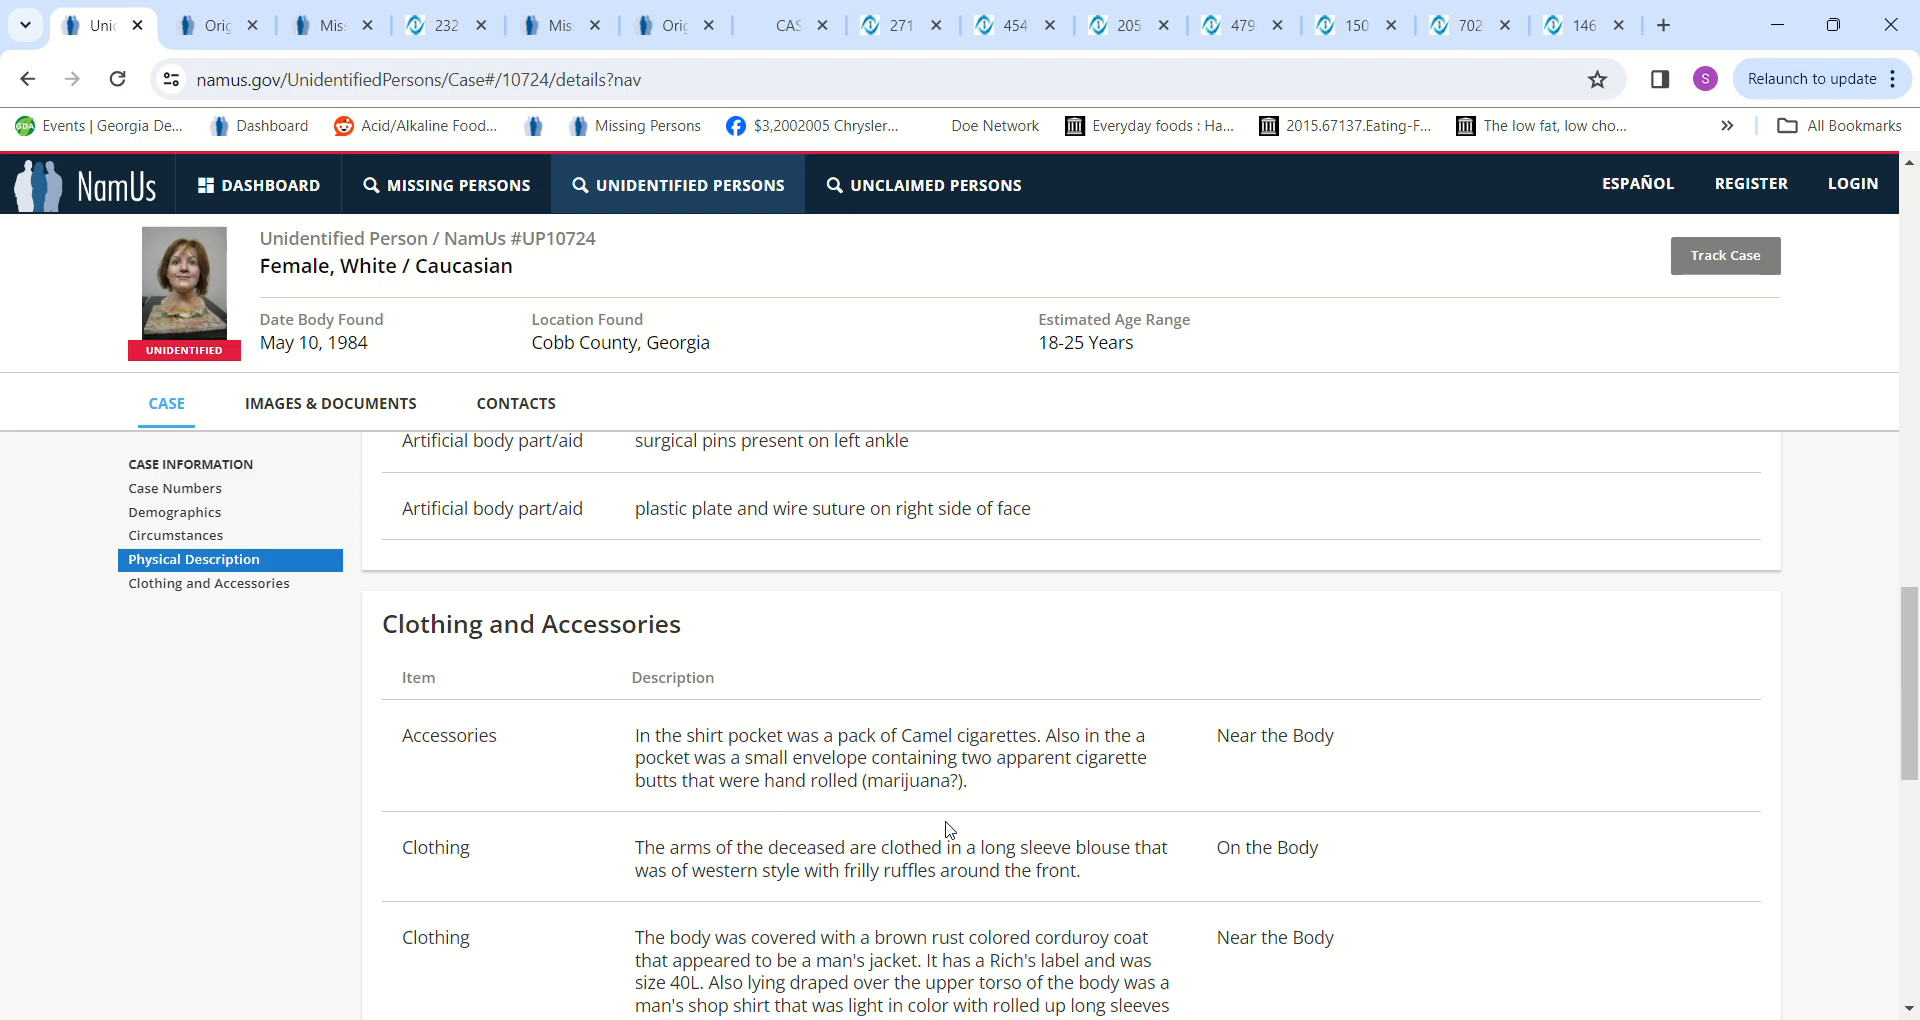 Unic
Orig
Miss
232
Mis
Orig
CAS
271
454
205
479
150
702
146
namus.gov/UnidentifiedPersons/Case#/10724/details?nav
S
Relaunch to update
GDA
Events | Georgia De...
Dashboard
Acid/Alkaline Food...
Missing Persons
$3,2002005 Chrysler...
Doe Network
Everyday foods : Ha...
2015.67137.Eating-F...
The low fat, low cho...
All Bookmarks
NamUs
DASHBOARD
MISSING PERSONS
UNIDENTIFIED PERSONS
UNCLAIMED PERSONS
ESPAÑOL
REGISTER
LOGIN
Unidentified Person / NamUs #UP10724
Female, White / Caucasian
Track Case
UNIDENTIFIED
Date Body Found
May 10, 1984
Location Found
Cobb County, Georgia
Estimated Age Range
18-25 Years
CASE
IMAGES & DOCUMENTS
CONTACTS
CASE INFORMATION
Case Numbers
Demographics
Circumstances
Physical Description
Clothing and Accessories
Artificial body part/aid surgical pins present on left ankle
Artificial body part/aid plastic plate and wire suture on right side of face
Clothing and Accessories
Item Description
Accessories In the shirt pocket was a pack of Camel cigarettes. Also in the a Near the Body
pocket was a small envelope containing two apparent cigarette
butts that were hand rolled (marijuana?).
Clothing The arms of the deceased are clothed in a long sleeve blouse that On the Body
was of western style with frilly ruffles around the front.
Clothing The body was covered with a brown rust colored corduroy coat Near the Body
that appeared to be a man's jacket. It has a Rich's label and was
size 40L. Also lying draped over the upper torso of the body was a
man's shop shirt that was light in color with rolled up long sleeves